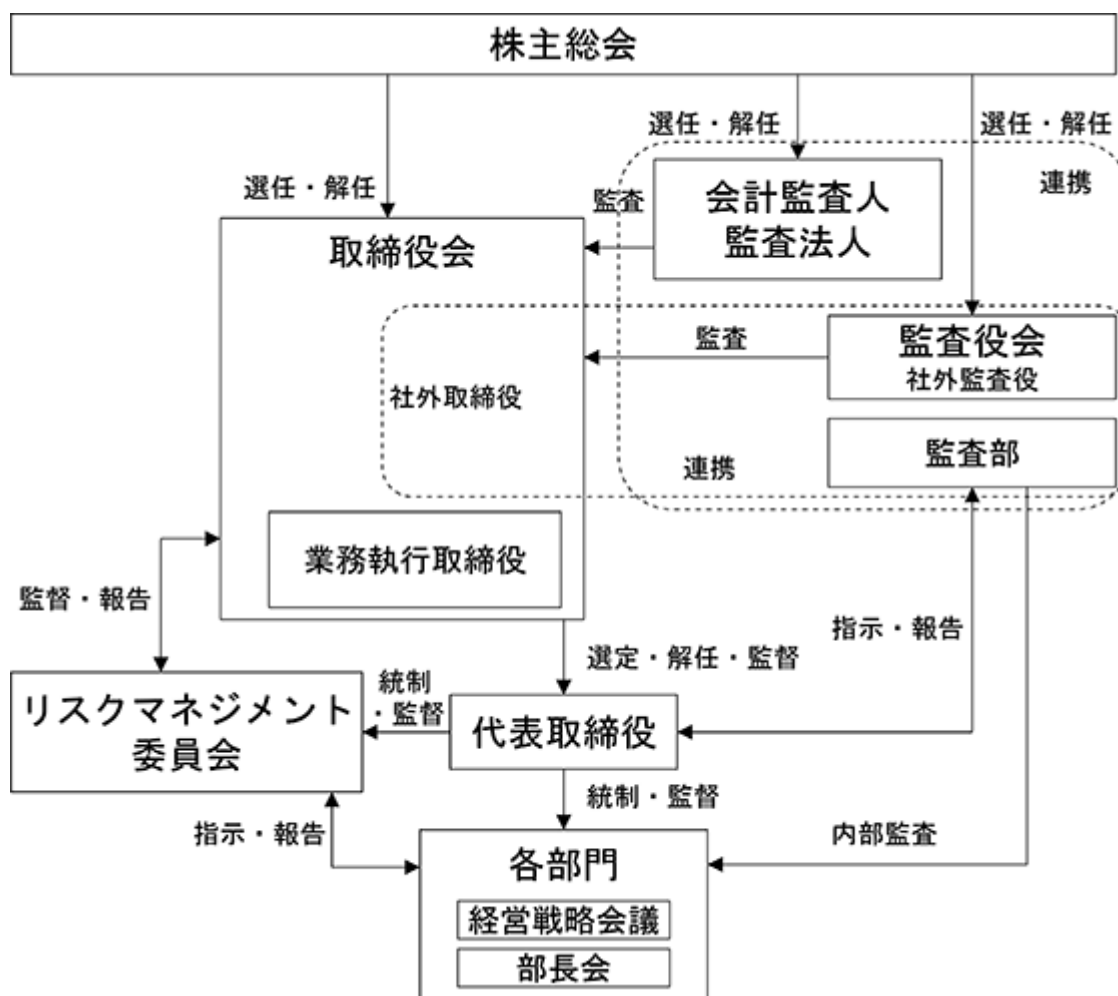 株主総会
選任・解任
選任・解任
選任・解任
連携
会計監査人
監査法人
監査
取締役会
監査役会
社外監査役
監査
社外取締役
監査部
連携
業務執行取締役
監督・報告
指示・報告
選定・解任・監督
リスクマネジメント
委員会
統制
・監督
代表取締役
統制・監督
指示・報告
内部監査
各部門
経営戦略会議
部長会